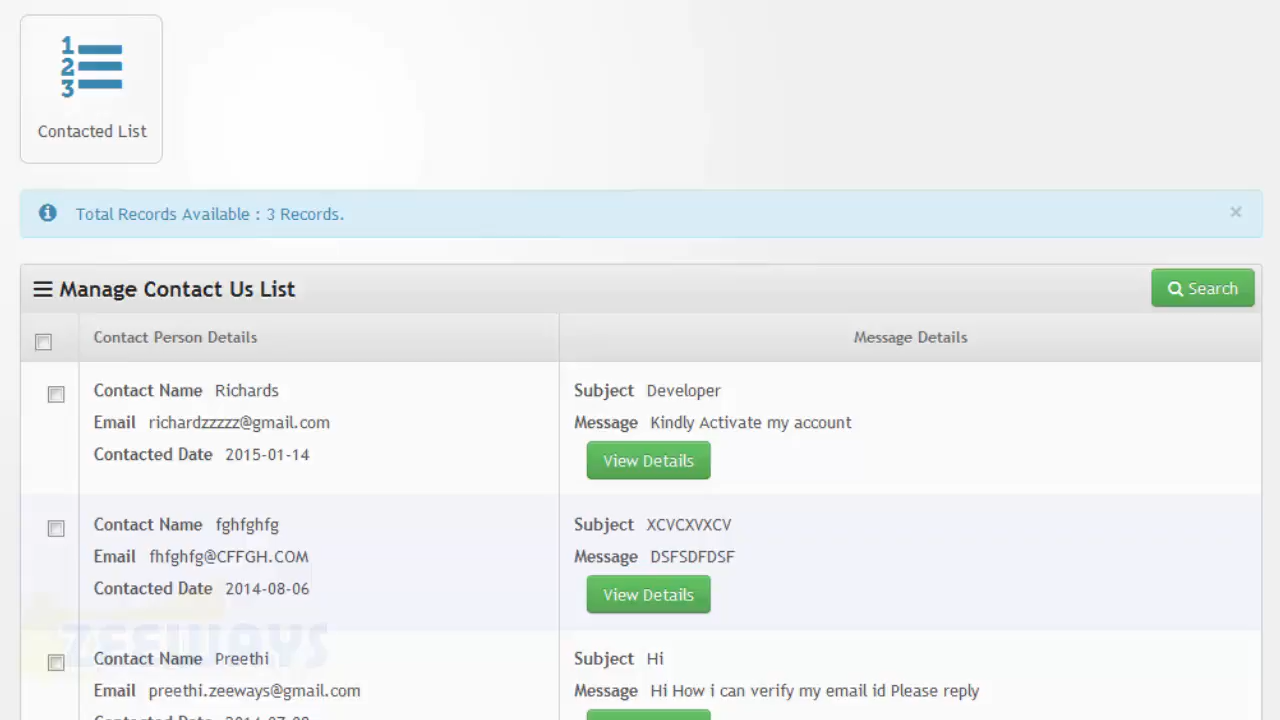 1
2
3
Contacted List
Total Records Available : 3 Records.
×
Manage Contact Us List
Search
Contact Person Details
Message Details
Contact Name Richards
Email richardzzzzz@gmail.com
Contacted Date 2015-01-14
Subject Developer
Message Kindly Activate my account
View Details
Contact Name fghfghfg
Email fhfghfg@CFFGH.COM
Contacted Date 2014-08-06
Subject XCVCXVXCV
Message DSFSDFDSF
View Details
ZEEWAYS
Contact Name Preethi
Email preethi.zeeways@gmail.com
Subject Hi
Message Hi How i can verify my email id Please reply